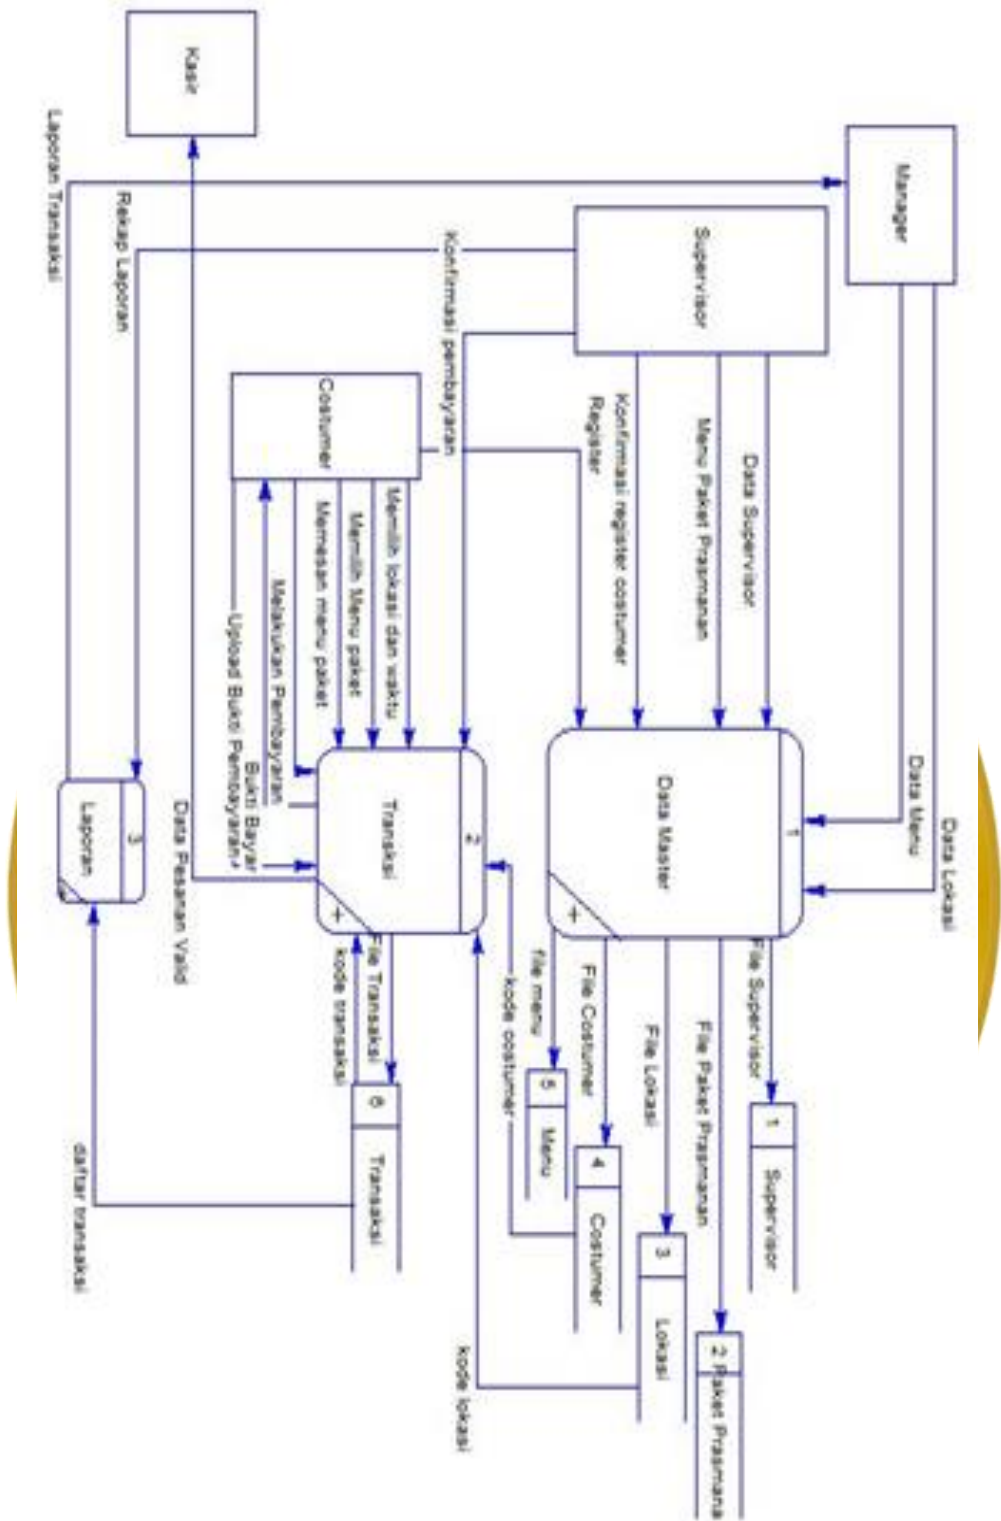 Manager
Data Lokasi
Data Menu
Supervisor
Data Supervisor
Menu Paket Prasmanan
Konfirmasi register costumer
Register
Konfirmasi pembayaran
Rekap Laporan
Laporan Transaksi
Kasir
Costumer
Memilih lokasi dan waktu
Memilih Menu paket
Memesan menu paket
Melakukan Pembayaran
Bukti Bayar
Upload Bukti Pembayaran
Data Pesanan Valid
1
Data Master
+
2
Transksi
+
3
Laporan
File Supervisor
File Paket Prasmanan
File Lokasi
File Costumer
file menu
kode costumer
File Transaksi
kode transaksi
kode lokasi
daftar transaksi
1 Supervisor
2 Paket Prasmana
3 Lokasi
4 Costumer
5 Menu
6 Transaksi